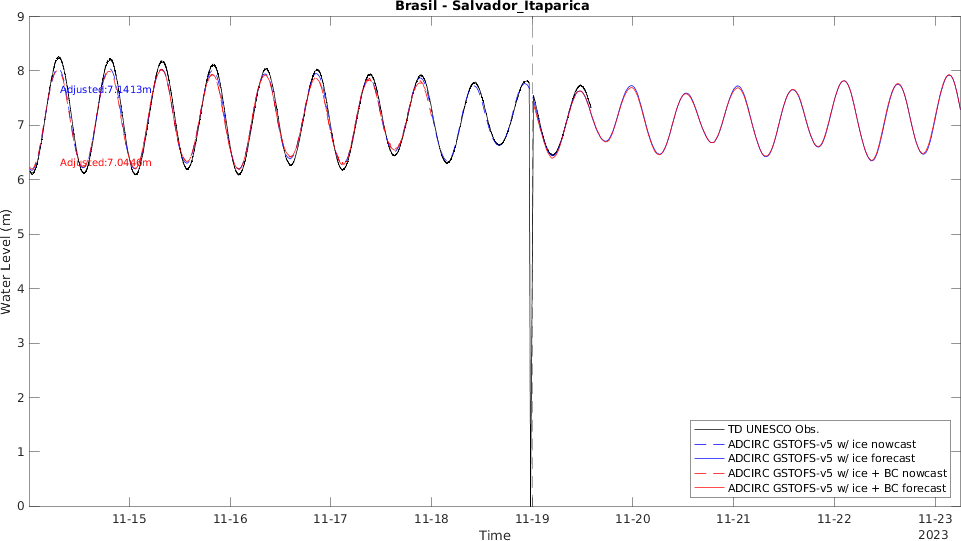 Brasil - Salvador_Itaparica
9
8
7
6
5
4
3
2
1
0
Water Level (m)
Adjusted:7.1413m
Adjusted:7.0446m
TD UNESCO Obs.
ADCIRC GSTOFS-v5 w/ ice nowcast
ADCIRC GSTOFS-v5 w/ ice forecast
ADCIRC GSTOFS-v5 w/ ice + BC nowcast
ADCIRC GSTOFS-v5 w/ ice + BC forecast
11-15 11-16 11-17 11-18 11-19 11-20 11-21 11-22 11-23
2023
Time